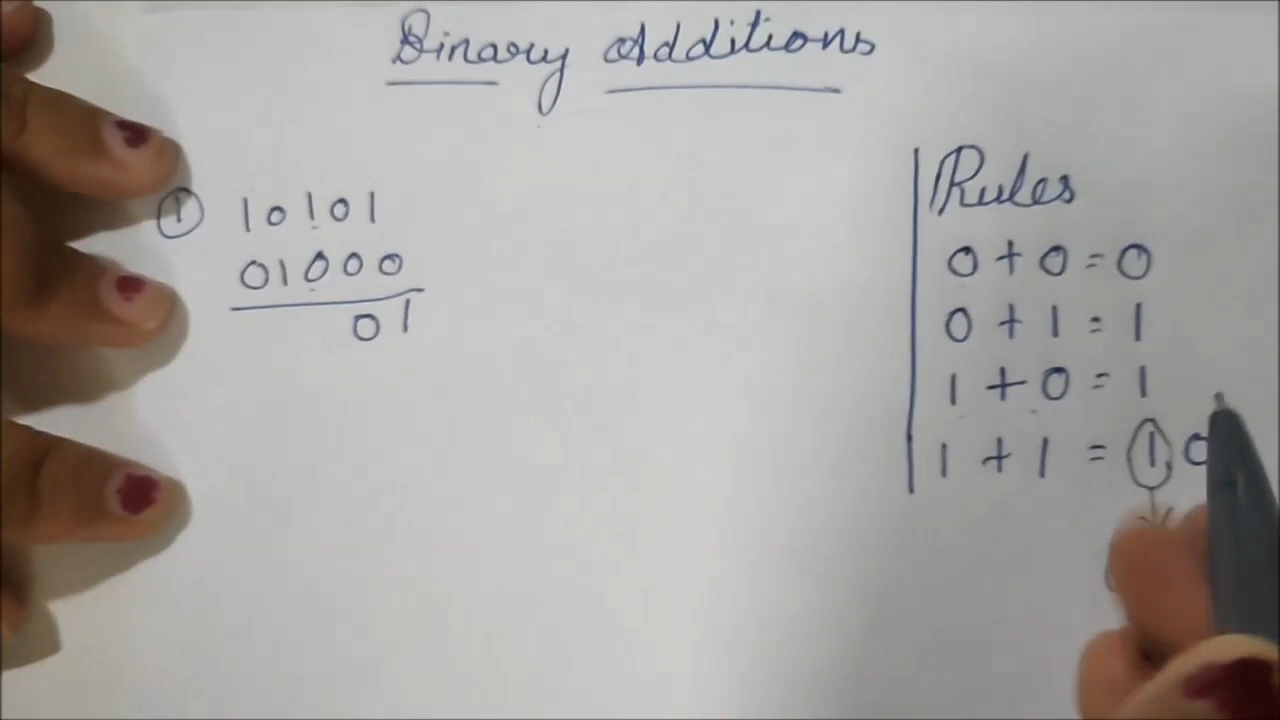 Binary Additions
① 10101
01000
01
Rules
0 + 0 = 0
0 + 1 = 1
1 + 0 = 1
1 + 1 = 10